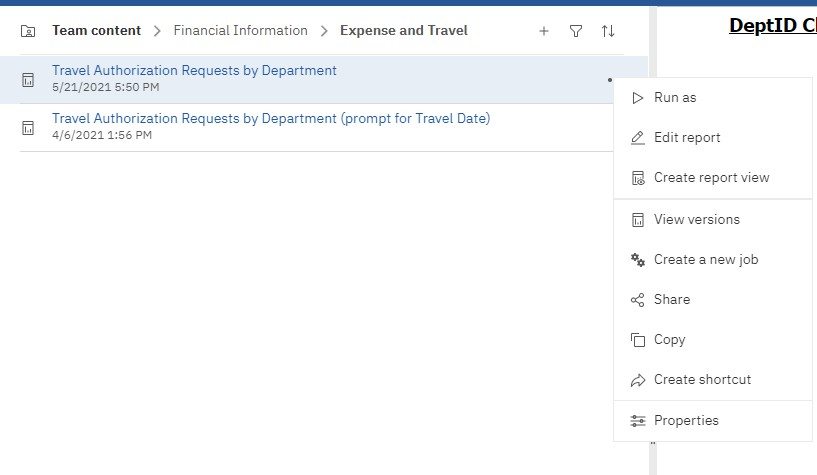 Team content > Financial Information > Expense and Travel
DeptID C
Travel Authorization Requests by Department
5/21/2021 5:50 PM
Travel Authorization Requests by Department (prompt for Travel Date)
4/6/2021 1:56 PM
Run as
Edit report
Create report view
View versions
Create a new job
Share
Copy
Create shortcut
Properties